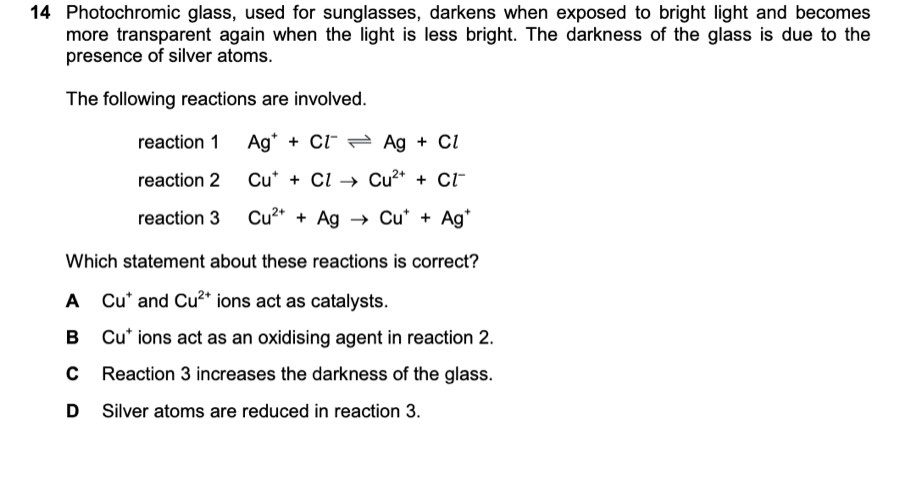 14 Photochromic glass, used for sunglasses, darkens when exposed to bright light and becomes
more transparent again when the light is less bright. The darkness of the glass is due to the
presence of silver atoms.
The following reactions are involved.
reaction 1 Ag⁺ + Cl⁻ ⇌ Ag + Cl
reaction 2 Cu⁺ + Cl → Cu²⁺ + Cl⁻
reaction 3 Cu²⁺ + Ag → Cu⁺ + Ag⁺
Which statement about these reactions is correct?
A Cu⁺ and Cu²⁺ ions act as catalysts.
B Cu⁺ ions act as an oxidising agent in reaction 2.
C Reaction 3 increases the darkness of the glass.
D Silver atoms are reduced in reaction 3.